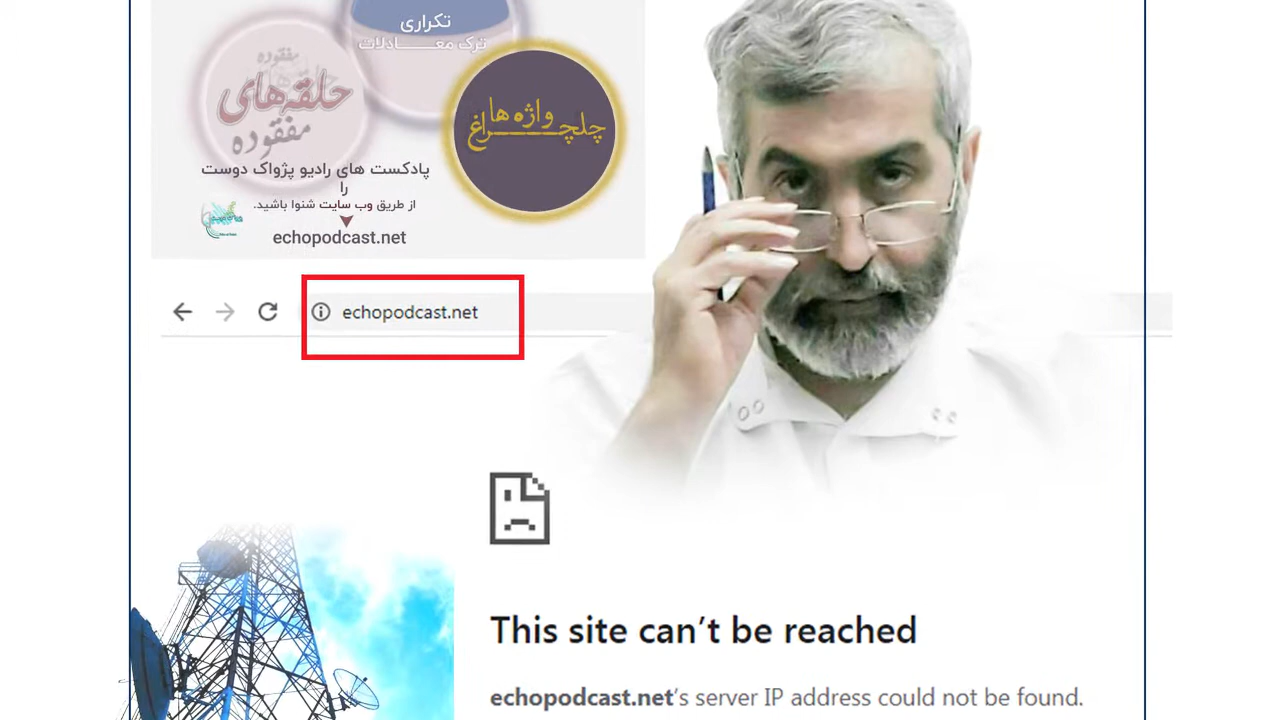 تکراری
ترک معـــادلات
مفقوده
حلقه‌های
مفقوده
واژه ها
چلچـــراغ
پادکست های رادیو پژواک دوست
را
از طریق وب سایت شنوا باشید.
echopodcast.net
echopodcast.net
This site can’t be reached
echopodcast.net’s server IP address could not be found.